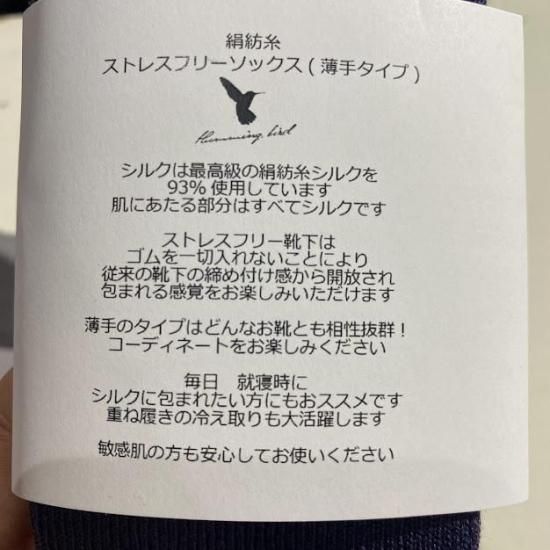 絹紡糸
ストレスフリーソックス(薄手タイプ)
Humming bird
シルクは最高級の絹紡糸シルクを
93%使用しています
肌にあたる部分はすべてシルクです
ストレスフリー靴下は
ゴムを一切入れないことにより
従来の靴下の締め付け感から開放され
包まれる感覚をお楽しみいただけます
薄手のタイプはどんなお靴とも相性抜群!
コーディネートをお楽しみください
毎日　就寝時に
シルクに包まれたい方にもおススメです
重ね履きの冷え取りも大活躍します
敏感肌の方も安心してお使いください